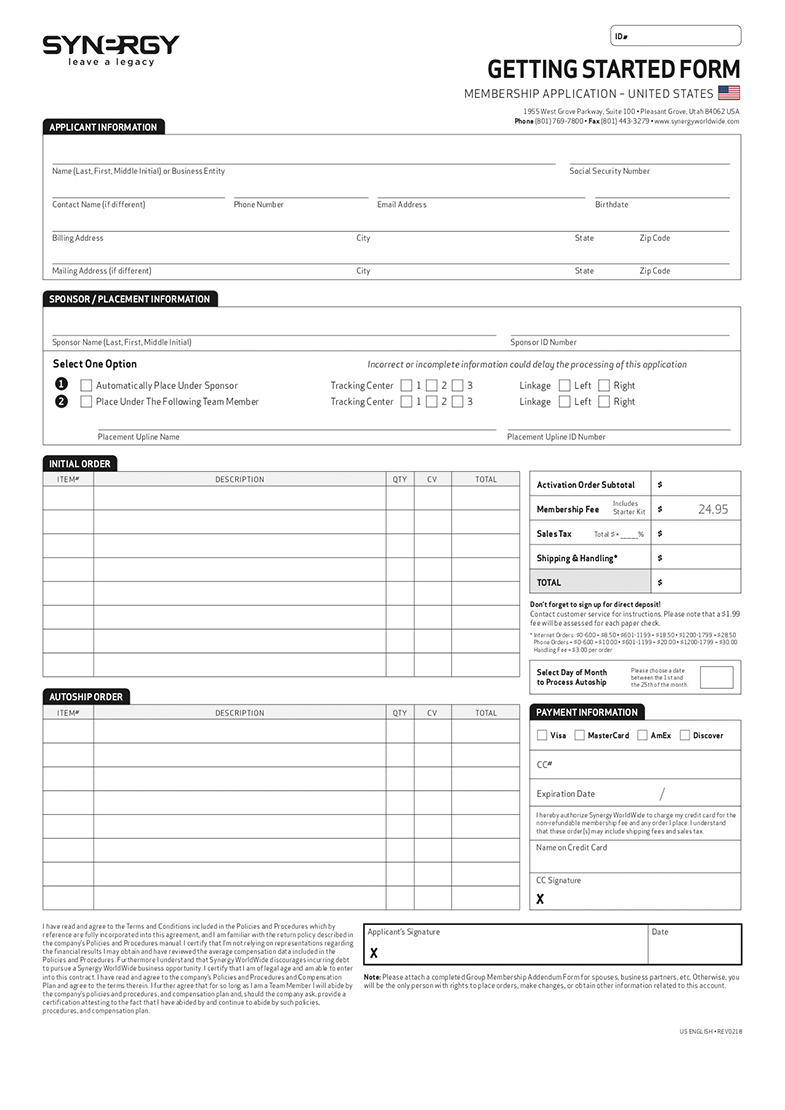 ID#
SYNERGY
leave a legacy
GETTING STARTED FORM
MEMBERSHIP APPLICATION – UNITED STATES
1955 West Grove Parkway, Suite 100 • Pleasant Grove, Utah 84062 USA
Phone (801) 769-7800 • Fax (801) 443-3279 • www.synergyworldwide.com
APPLICANT INFORMATION
Name (Last, First, Middle Initial) or Business Entity Social Security Number
Contact Name (if different) Phone Number Email Address Birthdate
Billing Address City State Zip Code
Mailing Address (if different) City State Zip Code
SPONSOR / PLACEMENT INFORMATION
Sponsor Name (Last, First, Middle Initial) Sponsor ID Number
Select One Option Incorrect or incomplete information could delay the processing of this application
1 Automatically Place Under Sponsor Tracking Center 1 2 3 Linkage Left Right
2 Place Under The Following Team Member Tracking Center 1 2 3 Linkage Left Right
Placement Upline Name Placement Upline ID Number
INITIAL ORDER
ITEM# DESCRIPTION QTY CV TOTAL
Activation Order Subtotal $
Membership Fee Includes Starter Kit $ 24.95
Sales Tax Total $ • ____% $
Shipping & Handling* $
TOTAL $
Don't forget to sign up for direct deposit!
Contact customer service for instructions. Please note that a $1.99
fee will be assessed for each paper check.
* Internet Orders: $0-600 = $8.50 • $601-1199 = $18.50 • $1200-1799 = $28.50
Phone Orders = $0-600 = $10.00 • $601-1199 = $20.00 • $1200-1799 = $30.00
Handling Fee = $3.00 per order
Select Day of Month
to Process Autoship
Please choose a date
between the 1st and
the 25th of the month.
AUTOSHIP ORDER
ITEM# DESCRIPTION QTY CV TOTAL
PAYMENT INFORMATION
Visa MasterCard AmEx Discover
CC#
Expiration Date /
I hereby authorize Synergy WorldWide to charge my credit card for the
non-refundable membership fee and any order I place. I understand
that these order(s) may include shipping fees and sales tax.
Name on Credit Card
CC Signature
X
I have read and agree to the Terms and Conditions included in the Policies and Procedures which by
reference are fully incorporated into this agreement, and I am familiar with the return policy described in
the company's Policies and Procedures manual. I certify that I'm not relying on representations regarding
the financial results I may obtain and have reviewed the average compensation data included in the
Policies and Procedures. Furthermore I understand that Synergy WorldWide discourages incurring debt
to pursue a Synergy WorldWide business opportunity. I certify that I am of legal age and am able to enter
into this contract. I have read and agree to the company's Policies and Procedures and Compensation
Plan and agree to the terms therein. I further agree that for so long as I am a Team Member I will abide by
the company's policies and procedures, and compensation plan and, should the company ask, provide a
certification attesting to the fact that I have abided by and continue to abide by such policies,
procedures, and compensation plan.
Applicant's Signature Date
X
Note: Please attach a completed Group Membership Addendum Form for spouses, business partners, etc. Otherwise, you
will be the only person with rights to place orders, make changes, or obtain other information related to this account.
US ENGLISH • REV0218